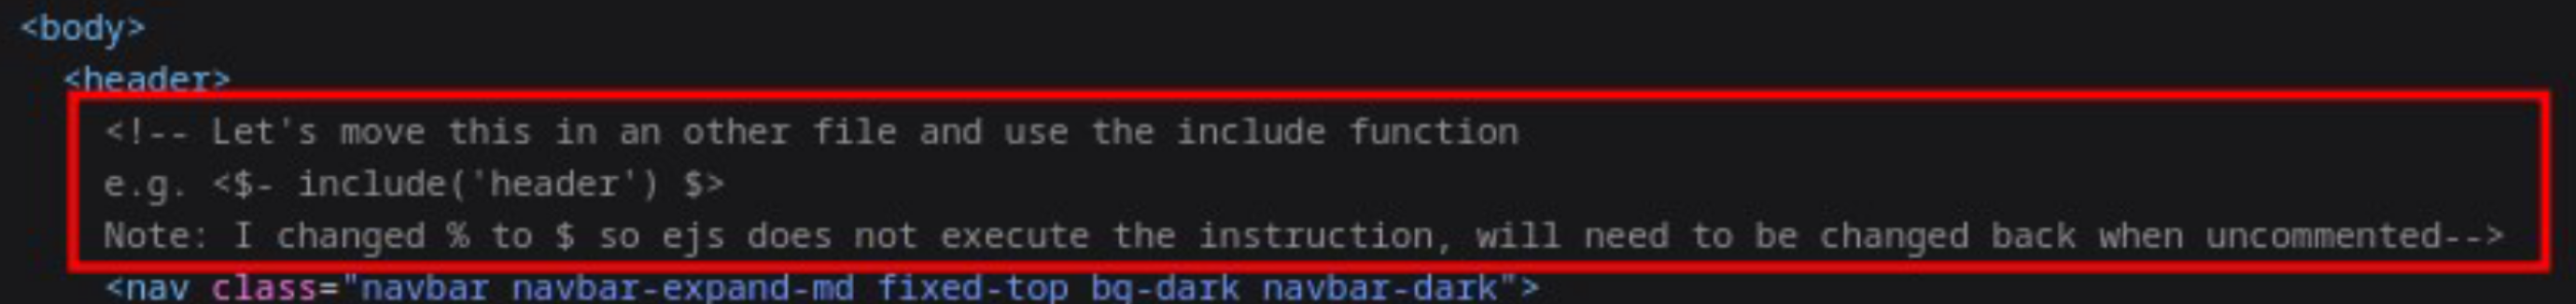 <body>
<header>
<!-- Let's move this in an other file and use the include function
e.g. <$- include('header') $>
Note: I changed % to $ so ejs does not execute the instruction, will need to be changed back when uncommented-->
<nav class="navbar navbar-expand-md fixed-top bg-dark navbar-dark">